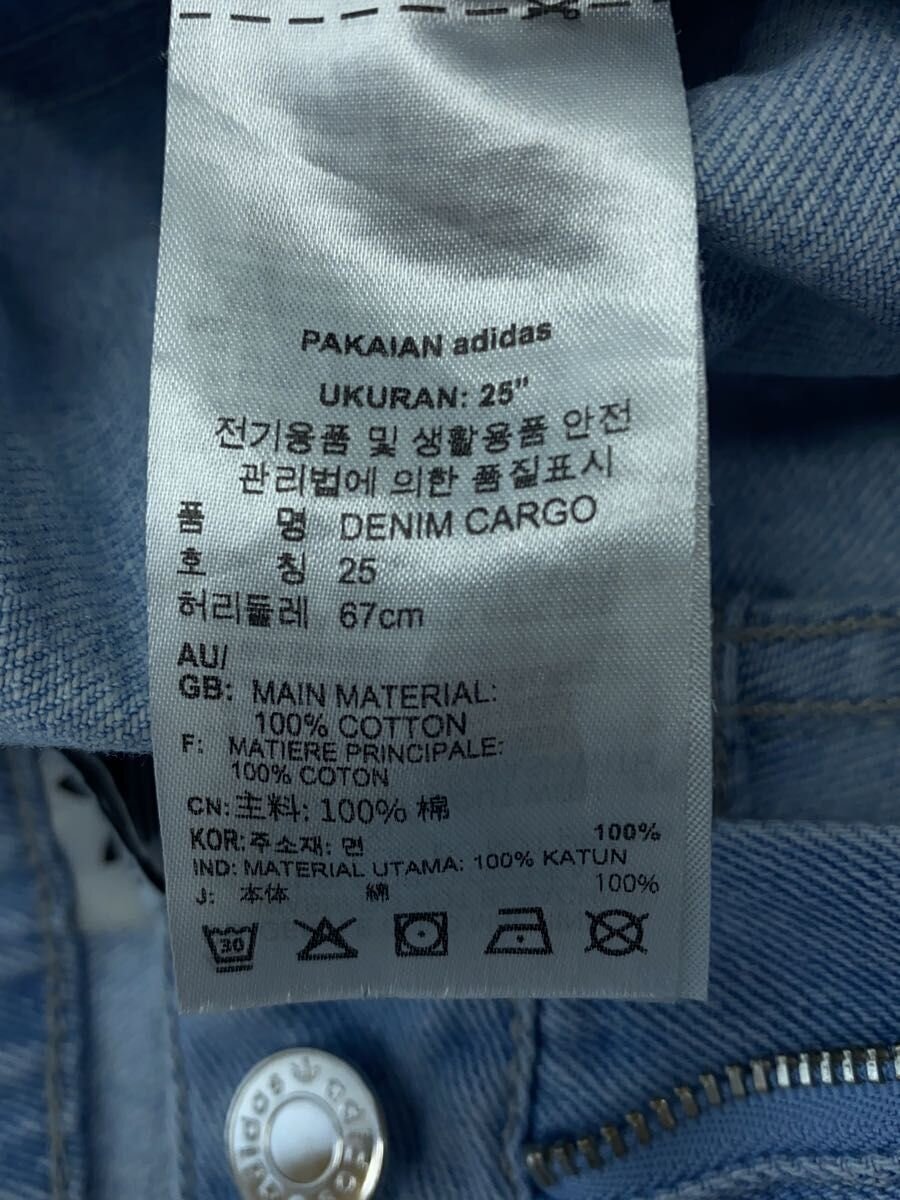 PAKAIAN adidas
UKURAN: 25"
전기용품 및 생활용품 안전
관리법에 의한 품질표시
품 명 DENIM CARGO
호 칭 25
허리둘레 67cm
AU/
GB: MAIN MATERIAL:
100% COTTON
F: MATIERE PRINCIPALE:
100% COTON
CN:主料: 100% 棉
KOR:주소재: 면 100%
IND: MATERIAL UTAMA: 100% KATUN
J: 本体 綿 100%
30
adidas adidas